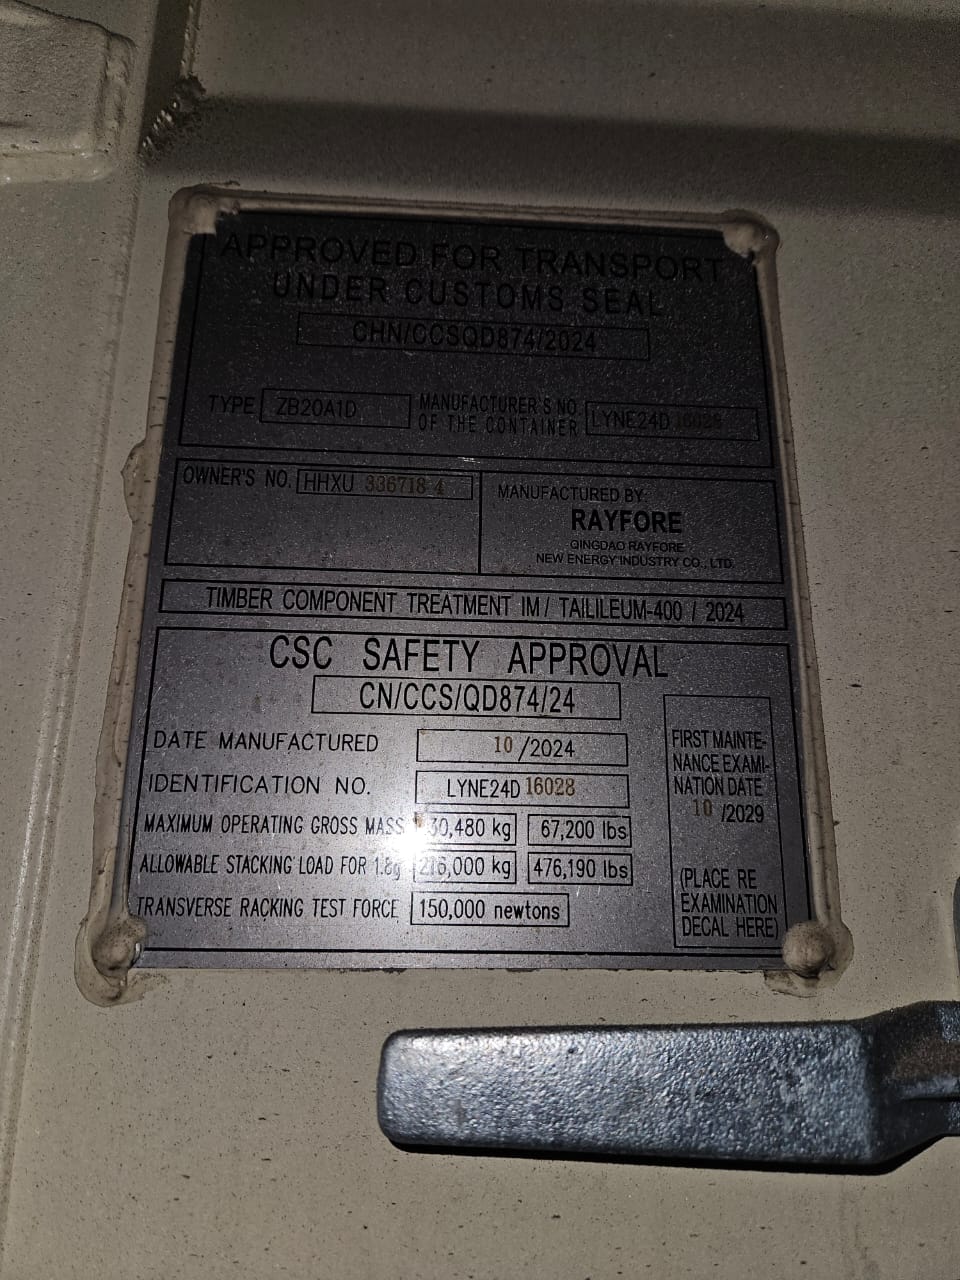 APPROVED FOR TRANSPORT
UNDER CUSTOMS SEAL
CHN/CCSQD874/2024
TYPE ZB20A1D MANUFACTURER'S NO. OF THE CONTAINER LYNE24D 16028
OWNER'S NO. HHXU 336718 4
MANUFACTURED BY:
RAYFORE
QINGDAO RAYFORE
NEW ENERGY INDUSTRY CO., LTD.
TIMBER COMPONENT TREATMENT IM / TAILILEUM-400 / 2024
CSC SAFETY APPROVAL
CN/CCS/QD874/24
DATE MANUFACTURED 10 /2024
IDENTIFICATION NO. LYNE24D 16028
MAXIMUM OPERATING GROSS MASS 30,480 kg 67,200 lbs
ALLOWABLE STACKING LOAD FOR 1.8g 216,000 kg 476,190 lbs
TRANSVERSE RACKING TEST FORCE 150,000 newtons
FIRST MAINTE-
NANCE EXAMI-
NATION DATE
10 /2029
(PLACE RE
EXAMINATION
DECAL HERE)